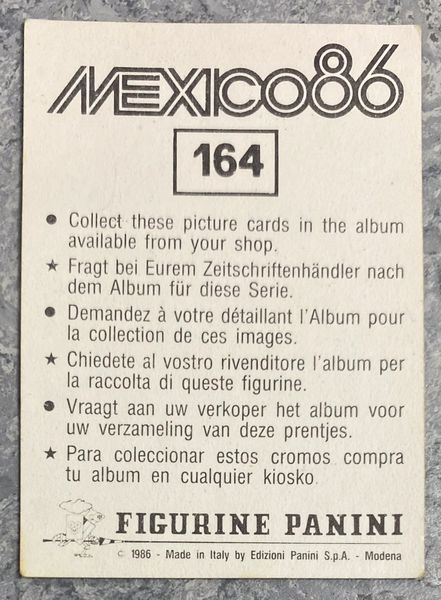 MEXICO86
164
● Collect these picture cards in the album
available from your shop.
★ Fragt bei Eurem Zeitschriftenhändler nach
dem Album für diese Serie.
● Demandez à votre détaillant l'Album pour
la collection de ces images.
★ Chiedete al vostro rivenditore l'album per
la raccolta di queste figurine.
● Vraagt aan uw verkoper het album voor
uw verzameling van deze prentjes.
★ Para coleccionar estos cromos compra
tu album en cualquier kiosko
FIGURINE PANINI
© 1986 - Made in Italy by Edizioni Panini S.p.A. - Modena